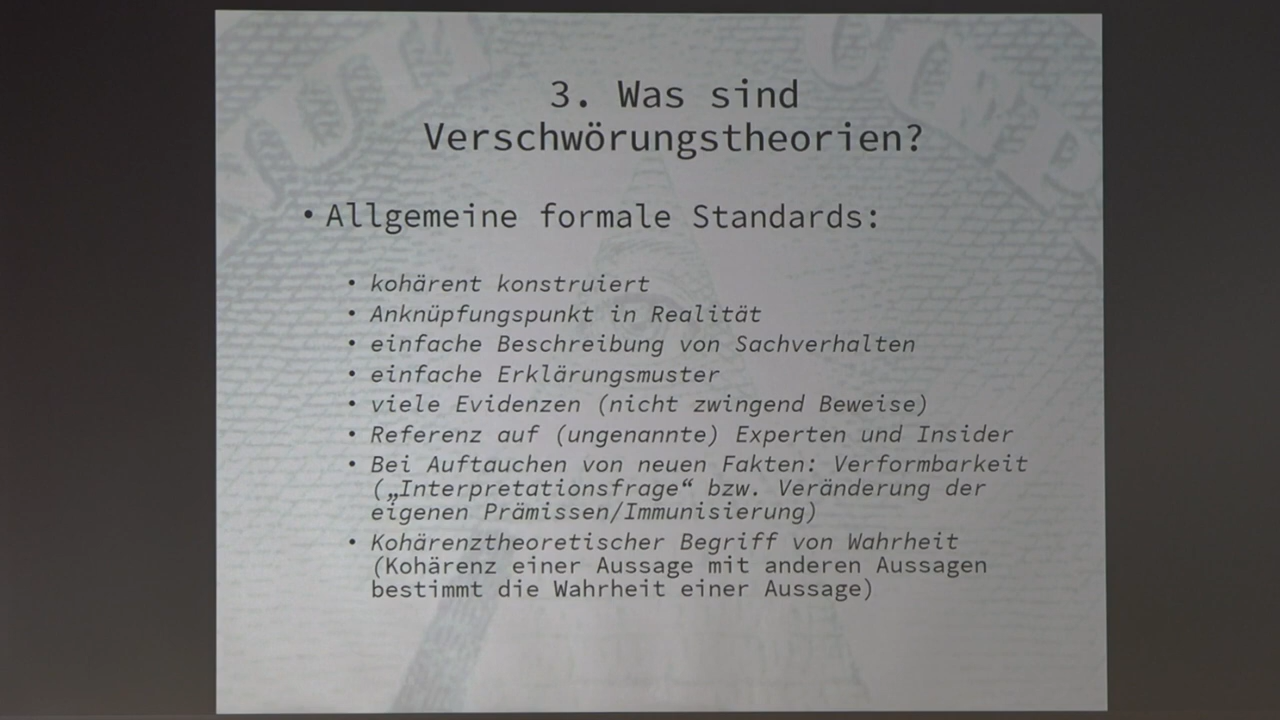 3. Was sind
Verschwörungstheorien?
• Allgemeine formale Standards:
• kohärent konstruiert
• Anknüpfungspunkt in Realität
• einfache Beschreibung von Sachverhalten
• einfache Erklärungsmuster
• viele Evidenzen (nicht zwingend Beweise)
• Referenz auf (ungenannte) Experten und Insider
• Bei Auftauchen von neuen Fakten: Verformbarkeit
(„Interpretationsfrage“ bzw. Veränderung der
eigenen Prämissen/Immunisierung)
• Kohärenztheoretischer Begriff von Wahrheit
(Kohärenz einer Aussage mit anderen Aussagen
bestimmt die Wahrheit einer Aussage)